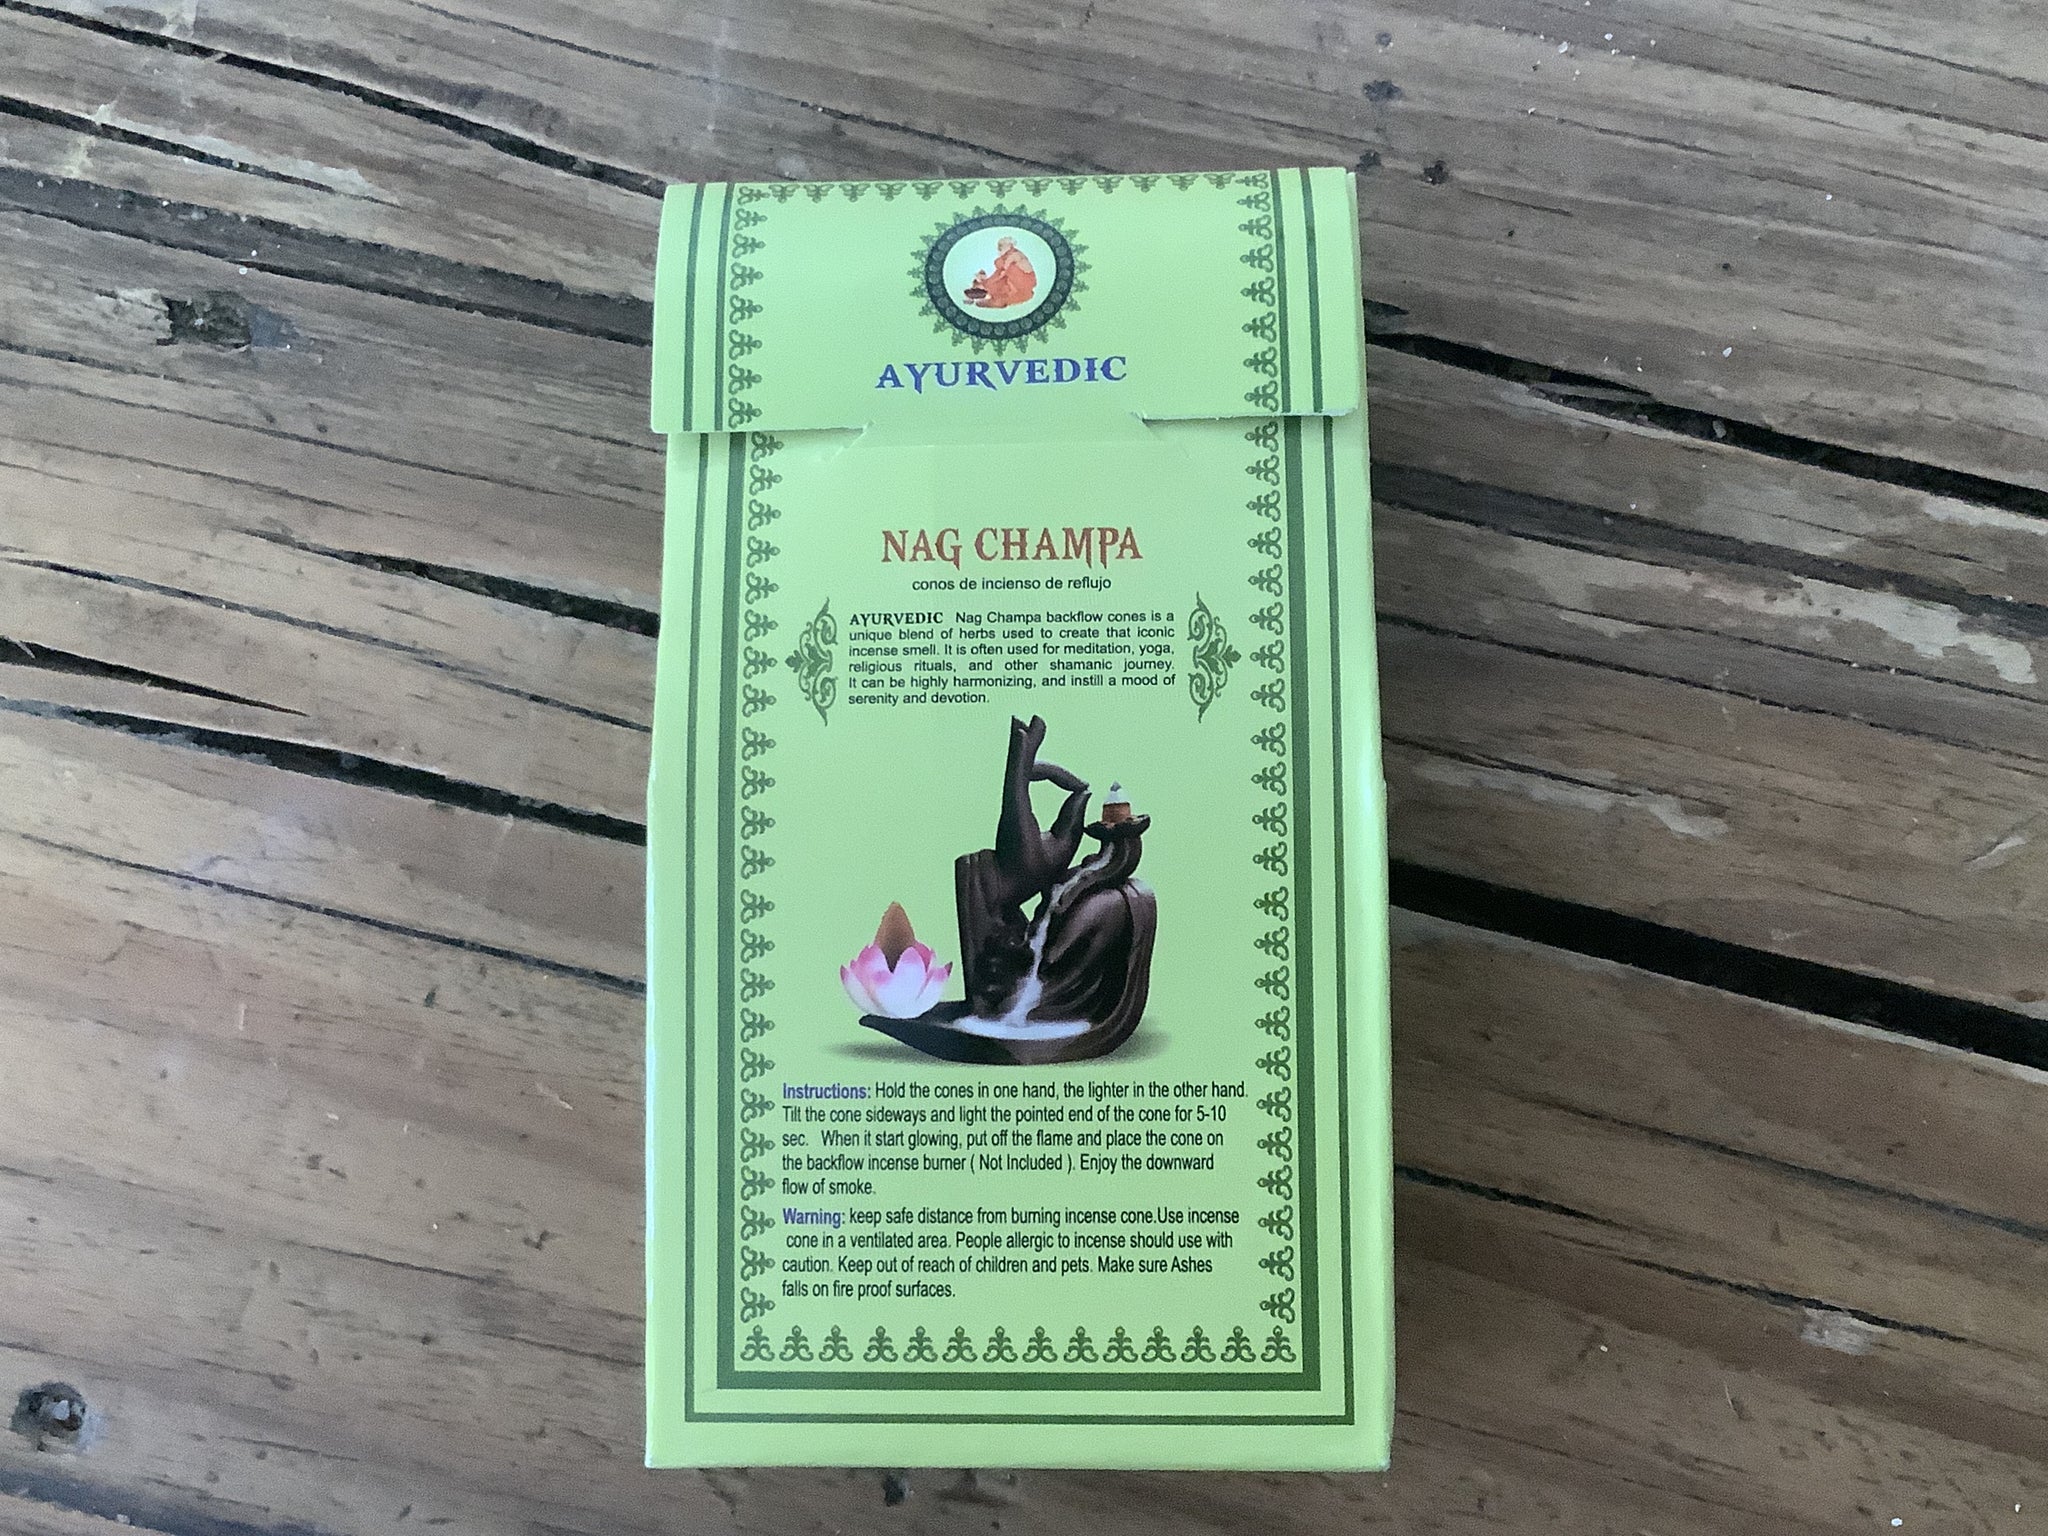 AYURVEDIC
NAG CHAMPA
conos de incienso de reflujo
AYURVEDIC Nag Champa backflow cones is a
unique blend of herbs used to create that iconic
incense smell. It is often used for meditation, yoga,
religious rituals, and other shamanic journey.
It can be highly harmonizing, and instill a mood of
serenity and devotion.
Instructions: Hold the cones in one hand, the lighter in the other hand.
Tilt the cone sideways and light the pointed end of the cone for 5-10
sec. When it start glowing, put off the flame and place the cone on
the backflow incense burner ( Not Included ). Enjoy the downward
flow of smoke.
Warning: keep safe distance from burning incense cone.Use incense
cone in a ventilated area. People allergic to incense should use with
caution. Keep out of reach of children and pets. Make sure Ashes
falls on fire proof surfaces.